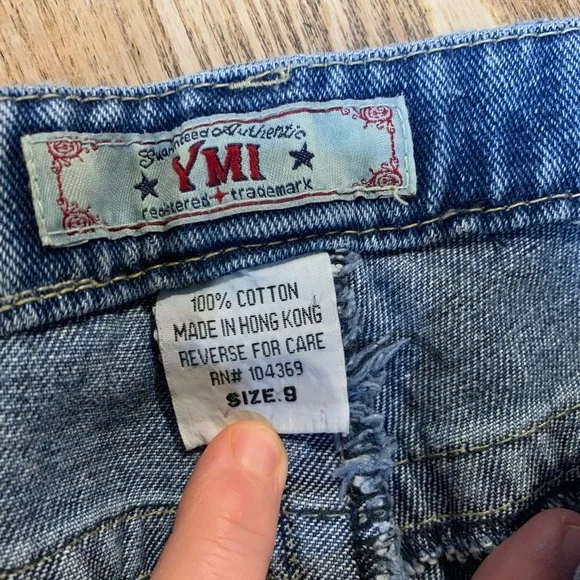 Guaranteed & Authentic
YMI
registered trademark
100% COTTON
MADE IN HONG KONG
REVERSE FOR CARE
RN# 104369
SIZE.9